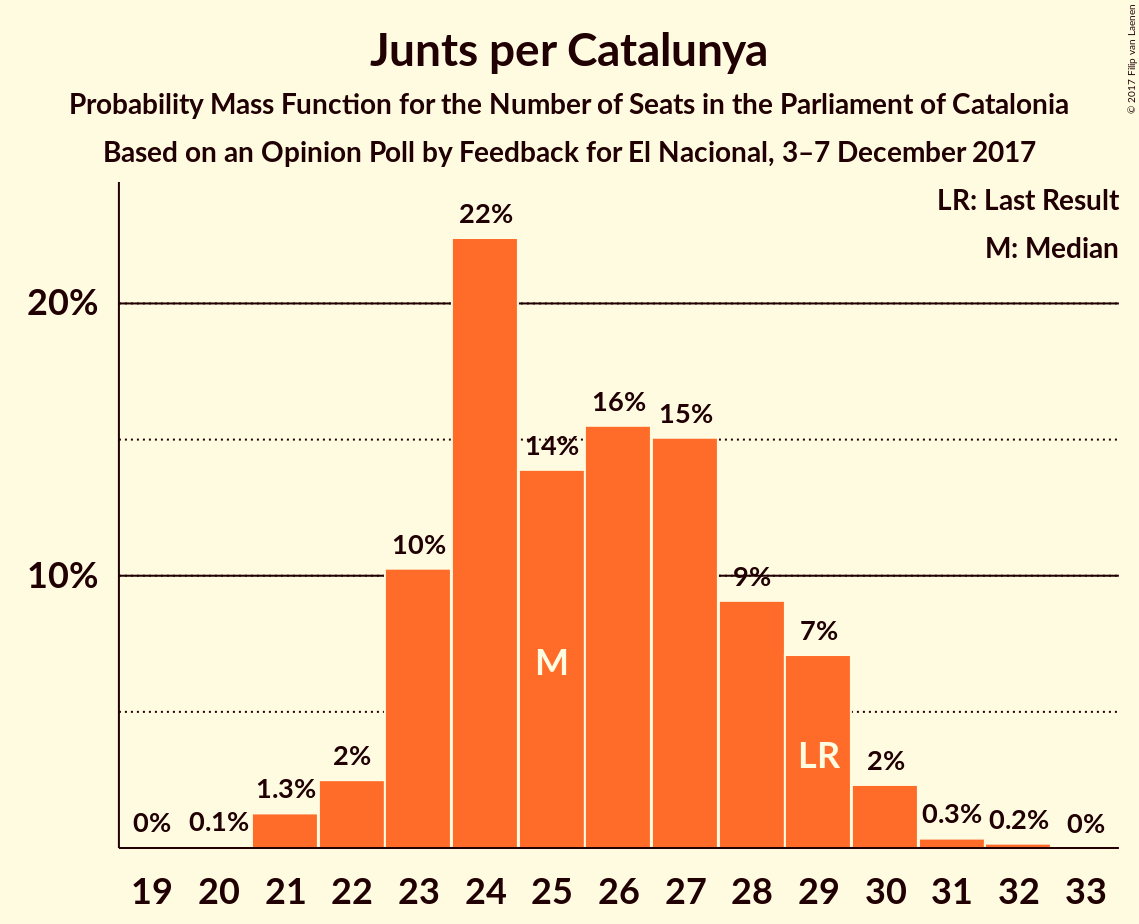 Junts per Catalunya
Probability Mass Function for the Number of Seats in the Parliament of Catalonia
Based on an Opinion Poll by Feedback for El Nacional, 3–7 December 2017
© 2017 Filip van Laenen
LR: Last Result
M: Median
20%
10%
0%
0.1%
1.3%
2%
10%
22%
14%
16%
15%
9%
7%
2%
0.3%
0.2%
0%
M
LR
19 20 21 22 23 24 25 26 27 28 29 30 31 32 33